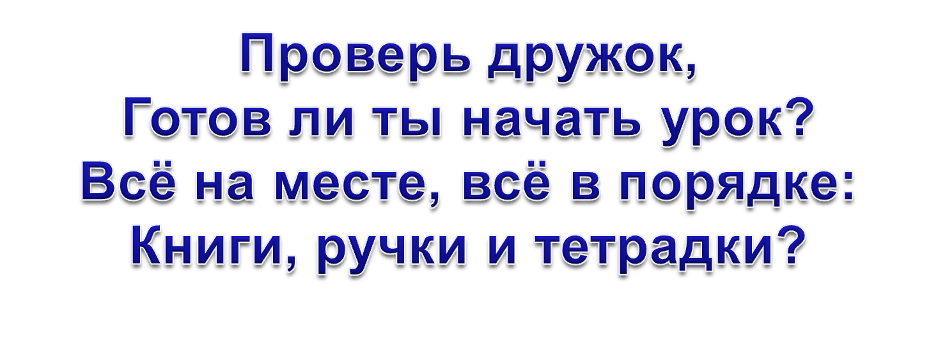 Проверь дружок,
Готов ли ты начать урок?
Всё на месте, всё в порядке:
Книги, ручки и тетрадки?